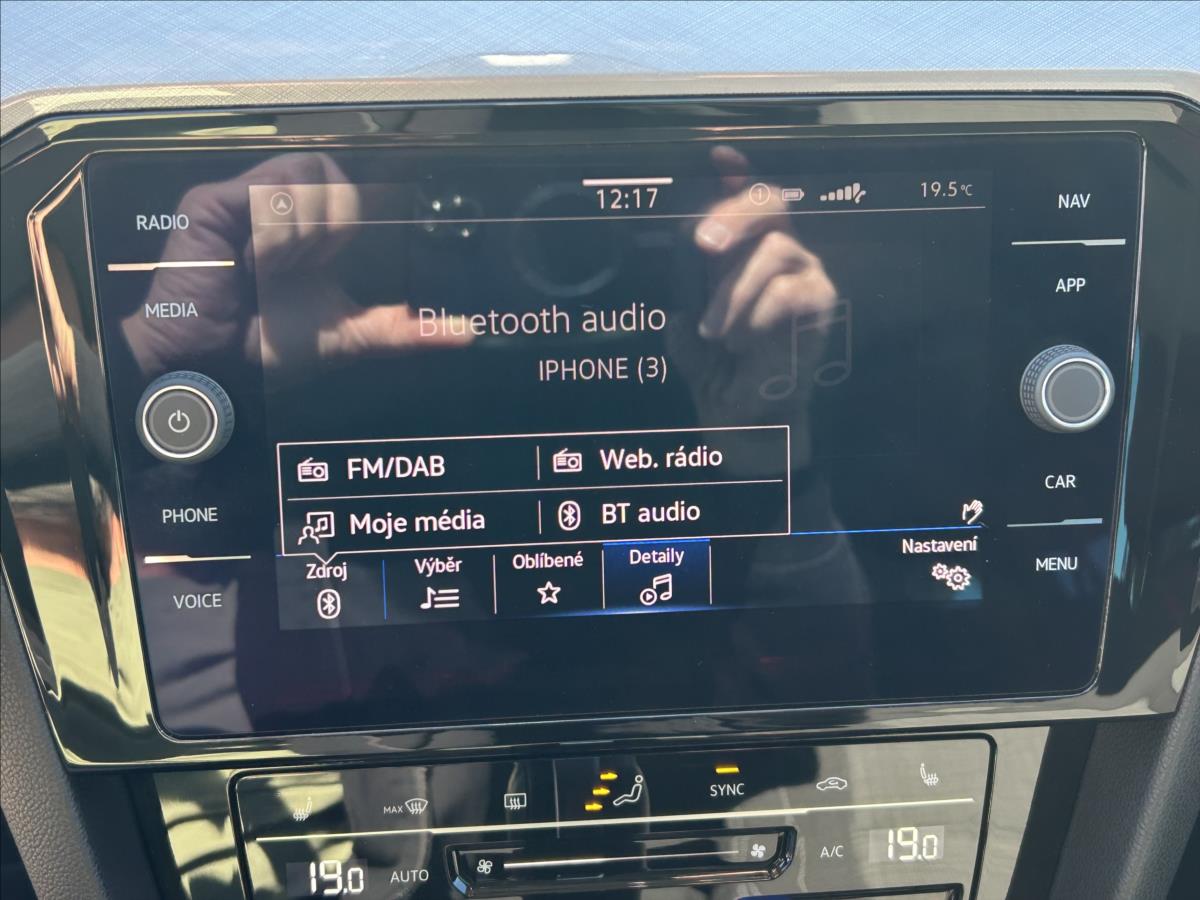 12:17
19.5°C
RADIO
NAV
MEDIA
APP
Bluetooth audio
IPHONE (3)
FM/DAB
Web. rádio
Moje média
BT audio
PHONE
CAR
Zdroj
Výběr
Oblíbené
Detaily
Nastavení
VOICE
MENU
MAX
SYNC
19.0
AUTO
A/C
19.0